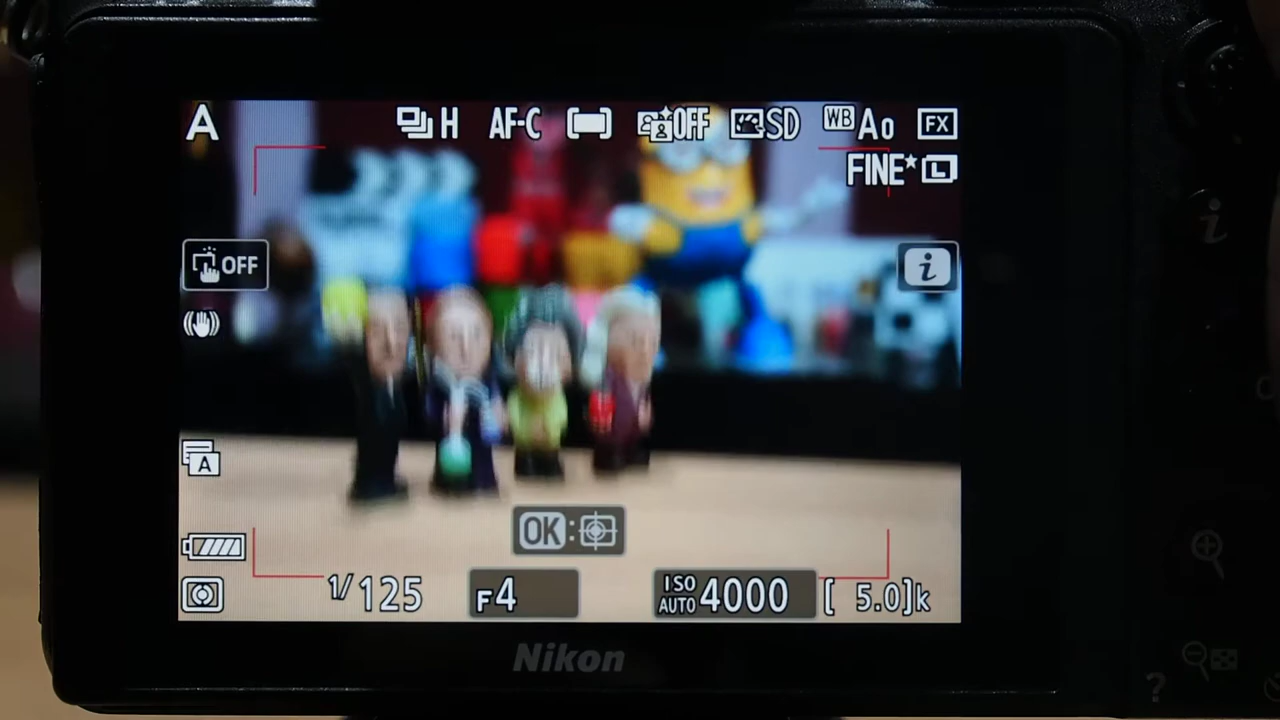 A H AF-C OFF SD WB A0 FX
FINE★ L
OFF i
i
A
OK:
1/125 F4 ISO AUTO 4000 [ 5.0]k
Nikon
?